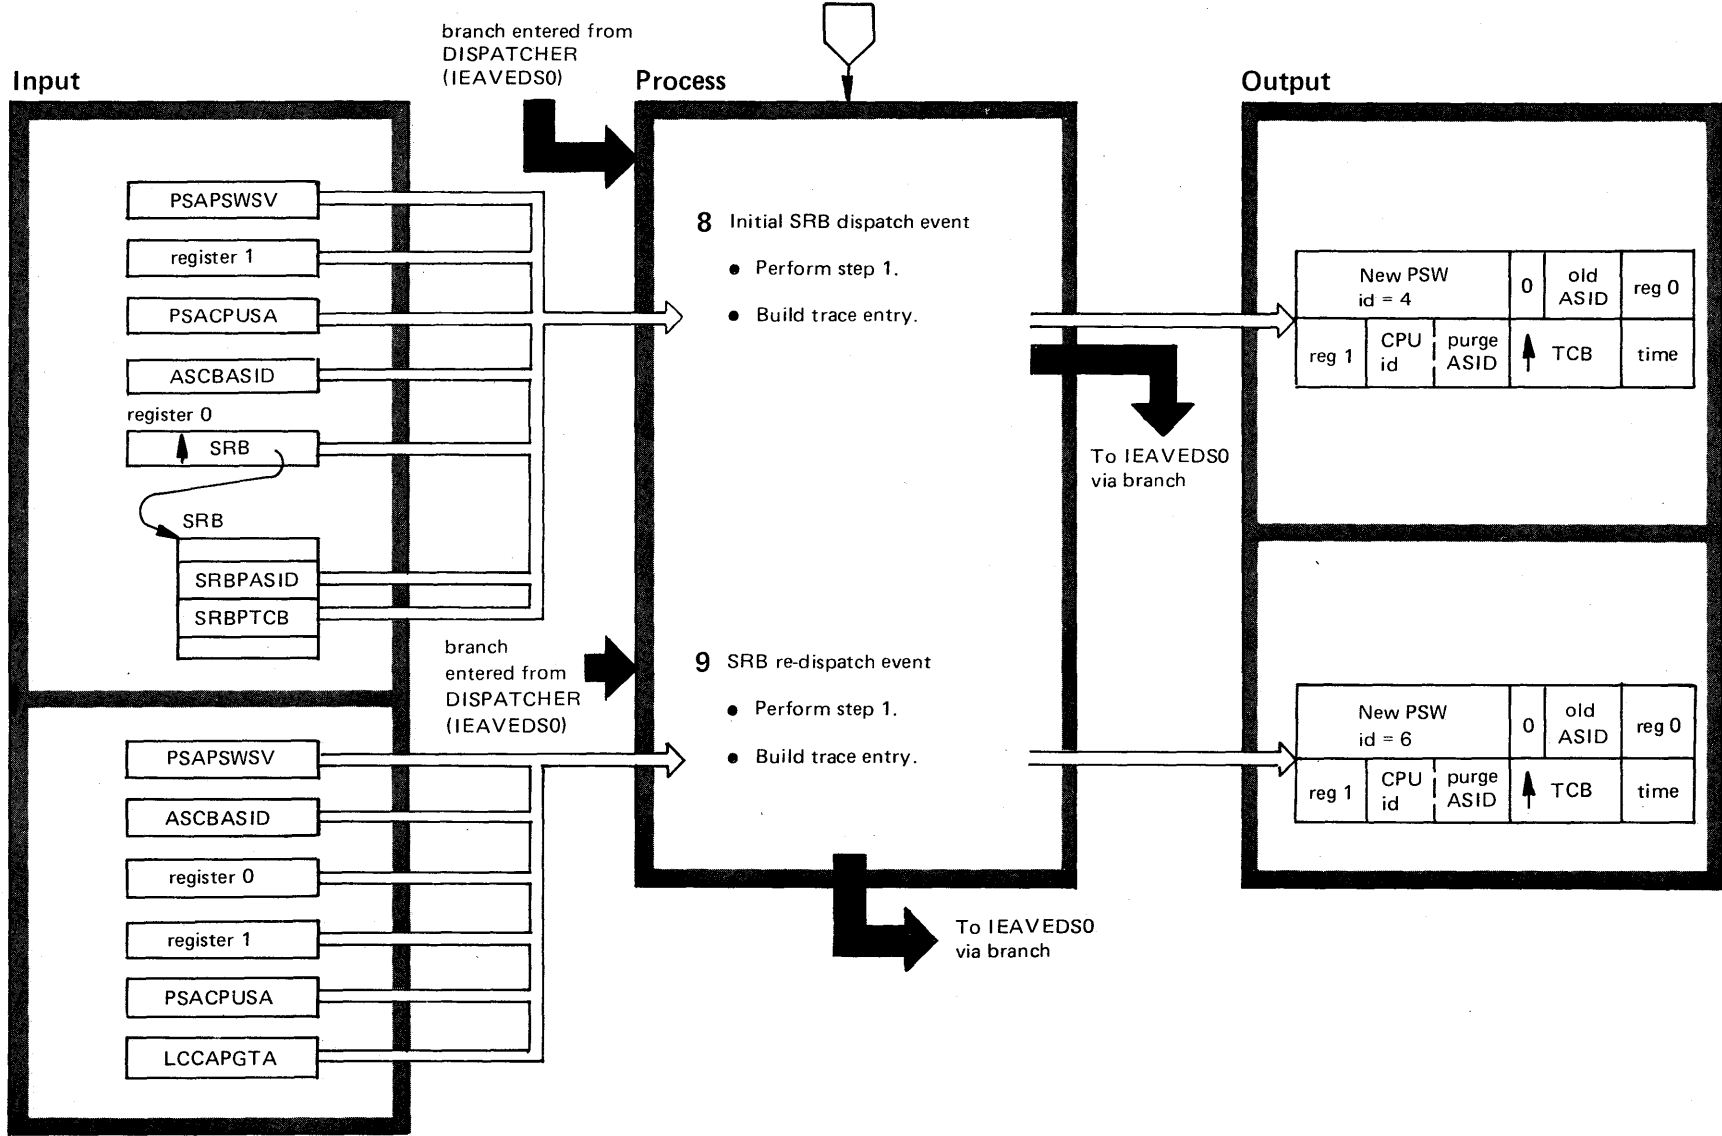 branch entered from
DISPATCHER
(IEAVEDS0)
Input
Process
Output
PSAPSWSV
register 1
PSACPUSA
ASCBASID
register 0
SRB
SRB
SRBPASID
SRBPTCB
8 Initial SRB dispatch event
• Perform step 1.
• Build trace entry.
New PSW
id = 4
0
old
ASID
reg 0
reg 1
CPU
id
purge
ASID
TCB
time
To IEAVEDS0
via branch
branch
entered from
DISPATCHER
(IEAVEDS0)
PSAPSWSV
ASCBASID
register 0
register 1
PSACPUSA
LCCAPGTA
9 SRB re-dispatch event
• Perform step 1.
• Build trace entry.
New PSW
id = 6
0
old
ASID
reg 0
reg 1
CPU
id
purge
ASID
TCB
time
To IEAVEDS0
via branch